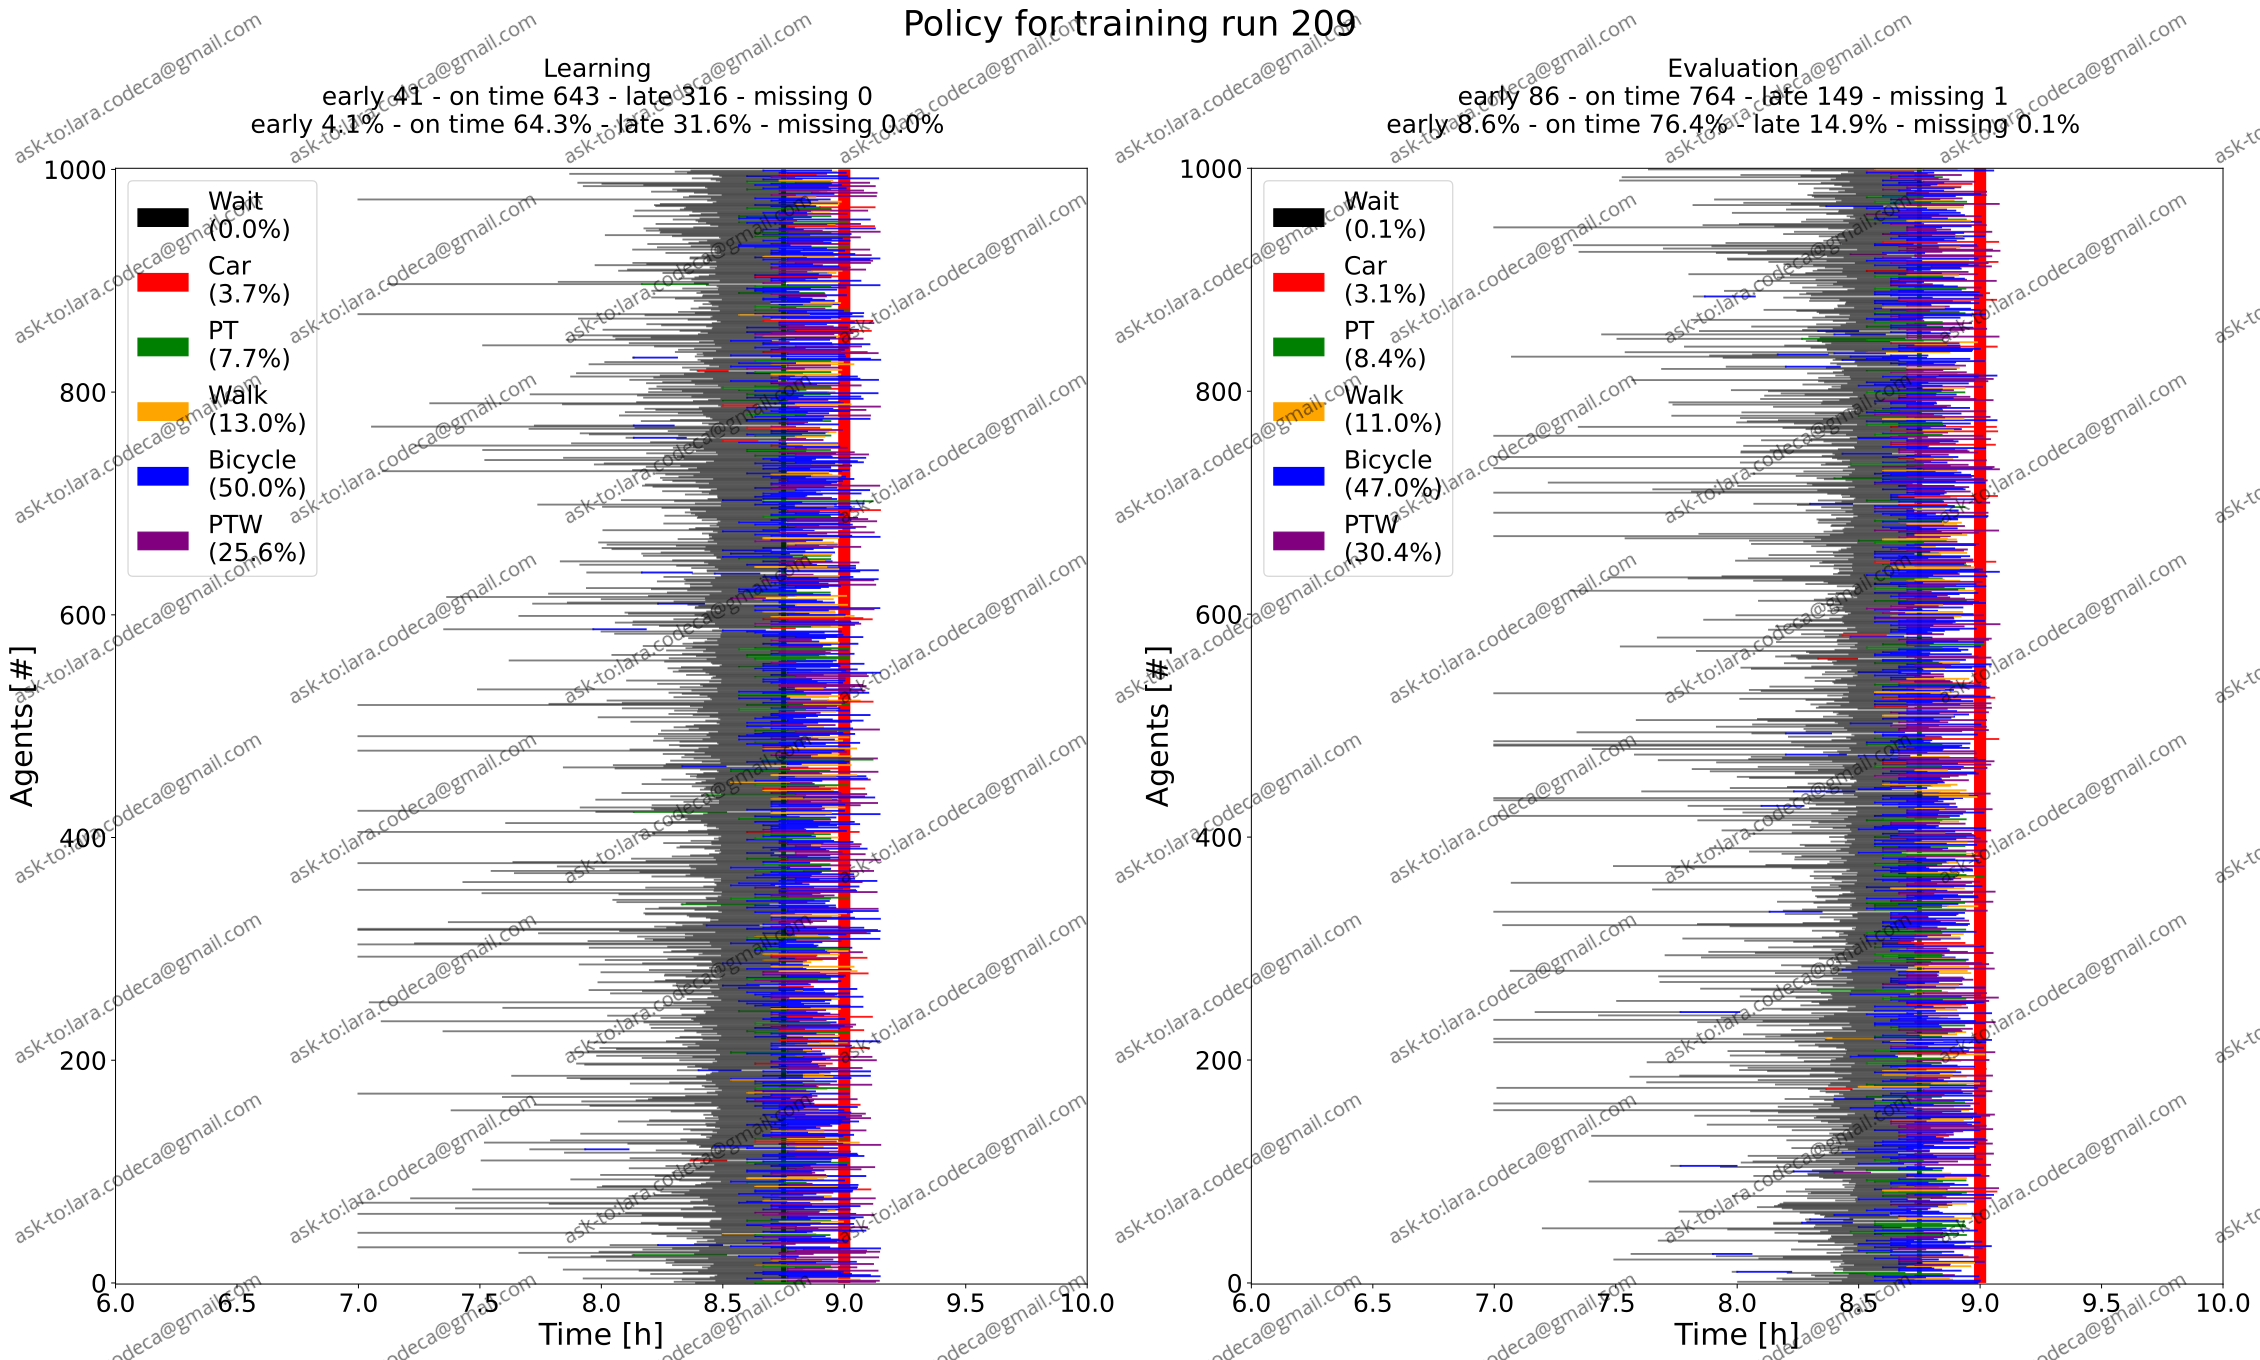 Policy for training run 209
Learning
early 41 - on time 643 - late 316 - missing 0
early 4.1% - on time 64.3% - late 31.6% - missing 0.0%
1000
800
600
400
200
0
Agents [#]
Wait
(0.0%)
Car
(3.7%)
PT
(7.7%)
Walk
(13.0%)
Bicycle
(50.0%)
PTW
(25.6%)
6.0 6.5 7.0 7.5 8.0 8.5 9.0 9.5 10.0
Time [h]
Evaluation
early 86 - on time 764 - late 149 - missing 1
early 8.6% - on time 76.4% - late 14.9% - missing 0.1%
1000
800
600
400
200
0
Agents [#]
Wait
(0.1%)
Car
(3.1%)
PT
(8.4%)
Walk
(11.0%)
Bicycle
(47.0%)
PTW
(30.4%)
6.0 6.5 7.0 7.5 8.0 8.5 9.0 9.5 10.0
Time [h]
ask-to:lara.codeca@gmail.com